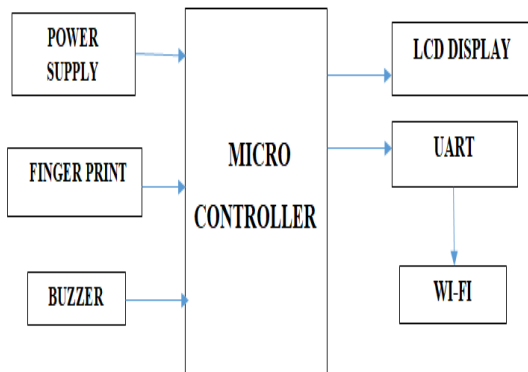 POWER
SUPPLY
LCD DISPLAY
UART
MICRO
CONTROLLER
FINGER PRINT
BUZZER
WI-FI